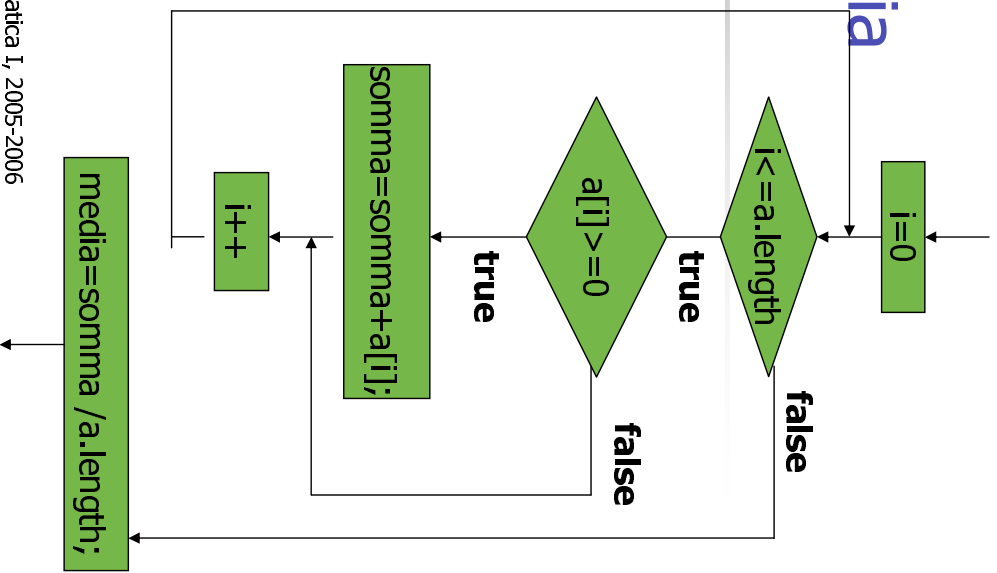 ia
i=0
i<=a.length
false
true
a[i]>=0
false
true
somma=somma+a[i];
i++
media=somma /a.length;
atica I, 2005-2006